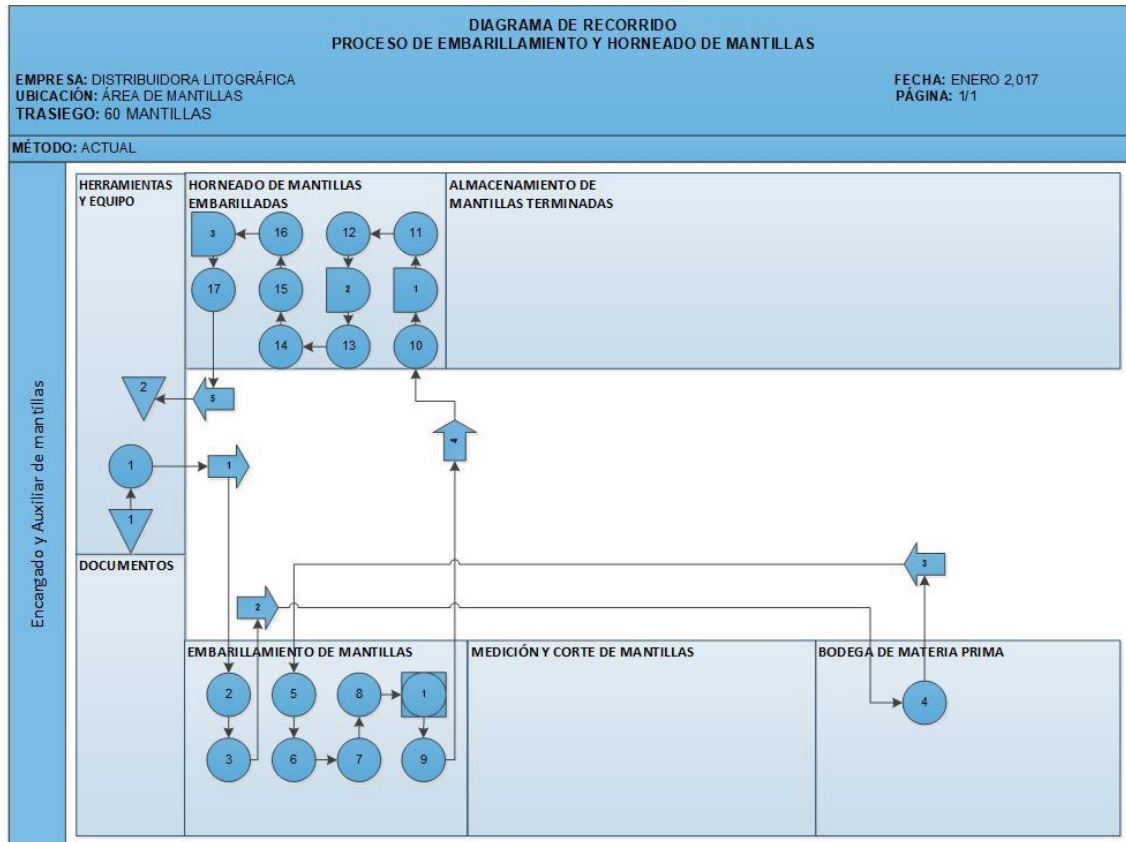 DIAGRAMA DE RECORRIDO
PROCESO DE EMBARILLAMIENTO Y HORNEADO DE MANTILLAS
EMPRESA: DISTRIBUIDORA LITOGRÁFICA
FECHA: ENERO 2,017
UBICACIÓN: ÁREA DE MANTILLAS
PÁGINA: 1/1
TRASIEGO: 60 MANTILLAS
MÉTODO: ACTUAL
Encargado y Auxiliar de mantillas
HERRAMIENTAS
Y EQUIPO
HORNEADO DE MANTILLAS
EMBARILLADAS
ALMACENAMIENTO DE
MANTILLAS TERMINADAS
3 16 12 11
17 15 2 1
14 13 10
2 5
4
1 1
1
DOCUMENTOS
3
2
EMBARILLAMIENTO DE MANTILLAS
MEDICIÓN Y CORTE DE MANTILLAS
BODEGA DE MATERIA PRIMA
2 5 8 1
4
3 6 7 9